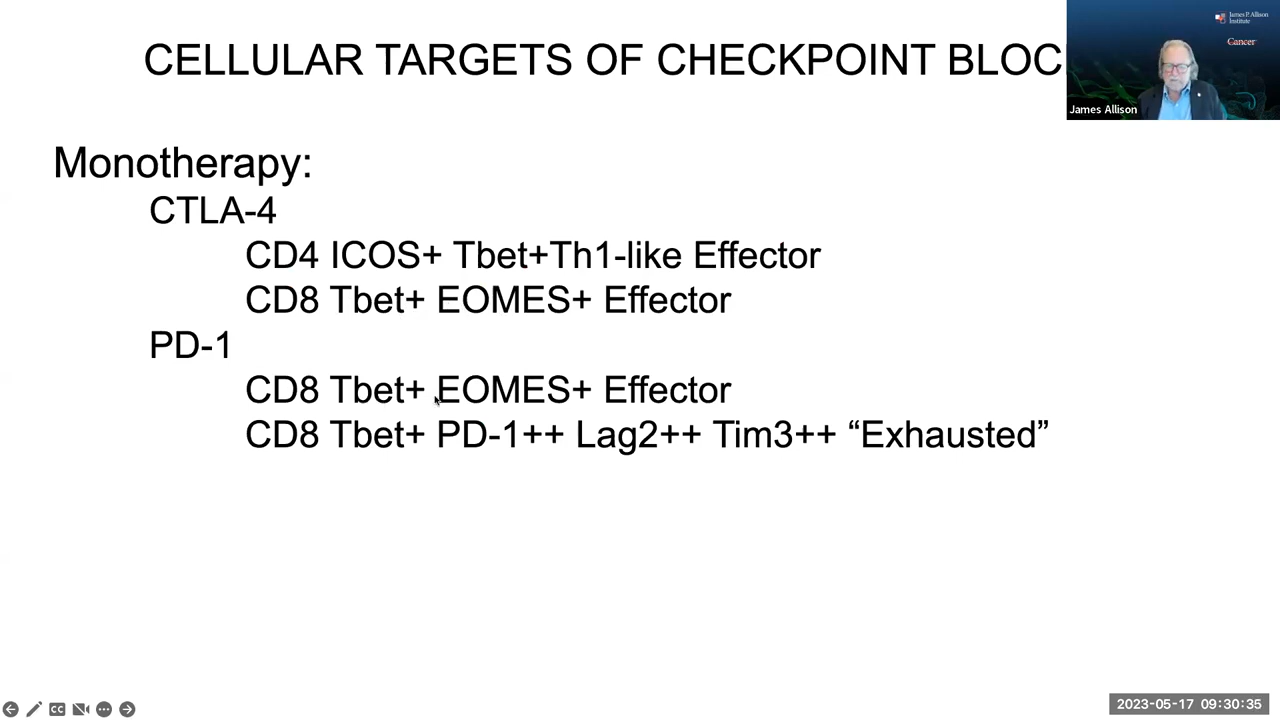 CELLULAR TARGETS OF CHECKPOINT BLOC
James P. Allison
Institute
Cancer
James Allison
Monotherapy:
CTLA-4
CD4 ICOS+ Tbet+Th1-like Effector
CD8 Tbet+ EOMES+ Effector
PD-1
CD8 Tbet+ EOMES+ Effector
CD8 Tbet+ PD-1++ Lag2++ Tim3++ “Exhausted”
CC
2023-05-17 09:30:35